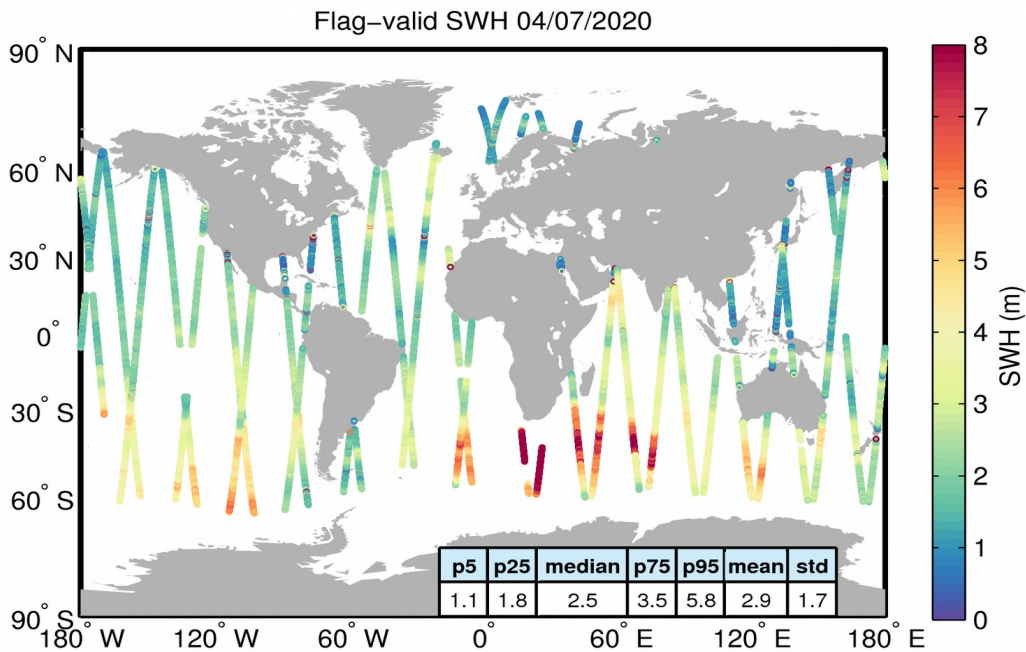 Flag−valid SWH 04/07/2020
90° N
60° N
30° N
0°
30° S
60° S
90° S
180° W
120° W
60° W
0°
60° E
120° E
180° E
p5 p25 median p75 p95 mean std
1.1 1.8 2.5 3.5 5.8 2.9 1.7
8
7
6
5
4
3
2
1
0
SWH (m)